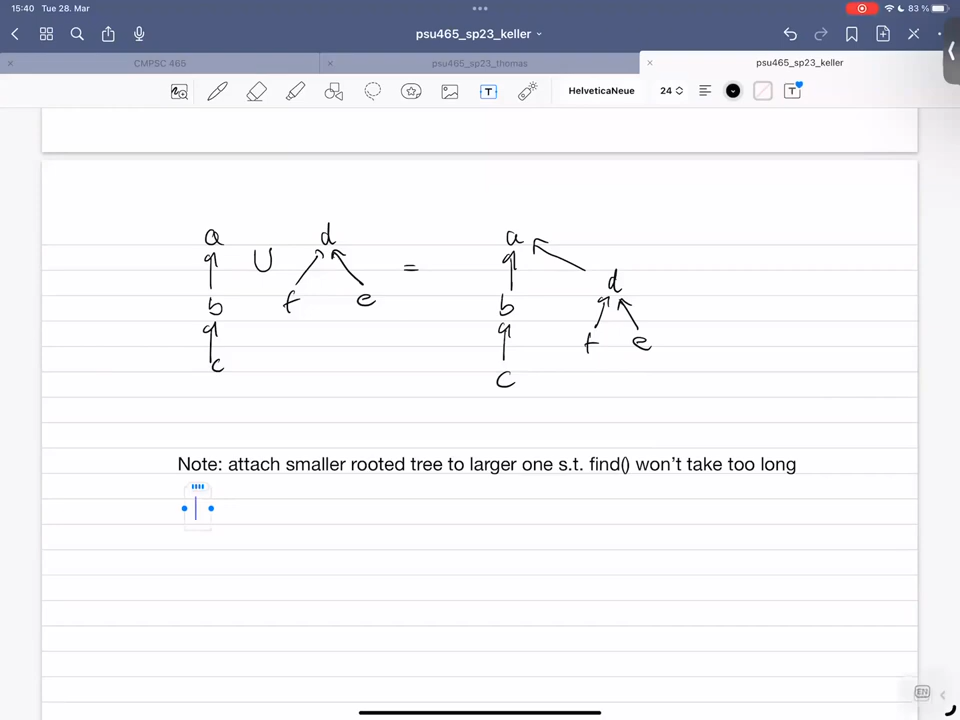 15:40 Tue 28. Mar
83 %
psu465_sp23_keller
CMPSC 465
psu465_sp23_thomas
psu465_sp23_keller
HelveticaNeue
24
a U d = a
d
b f e b
f e
c c
Note: attach smaller rooted tree to larger one s.t. find() won’t take too long
EN